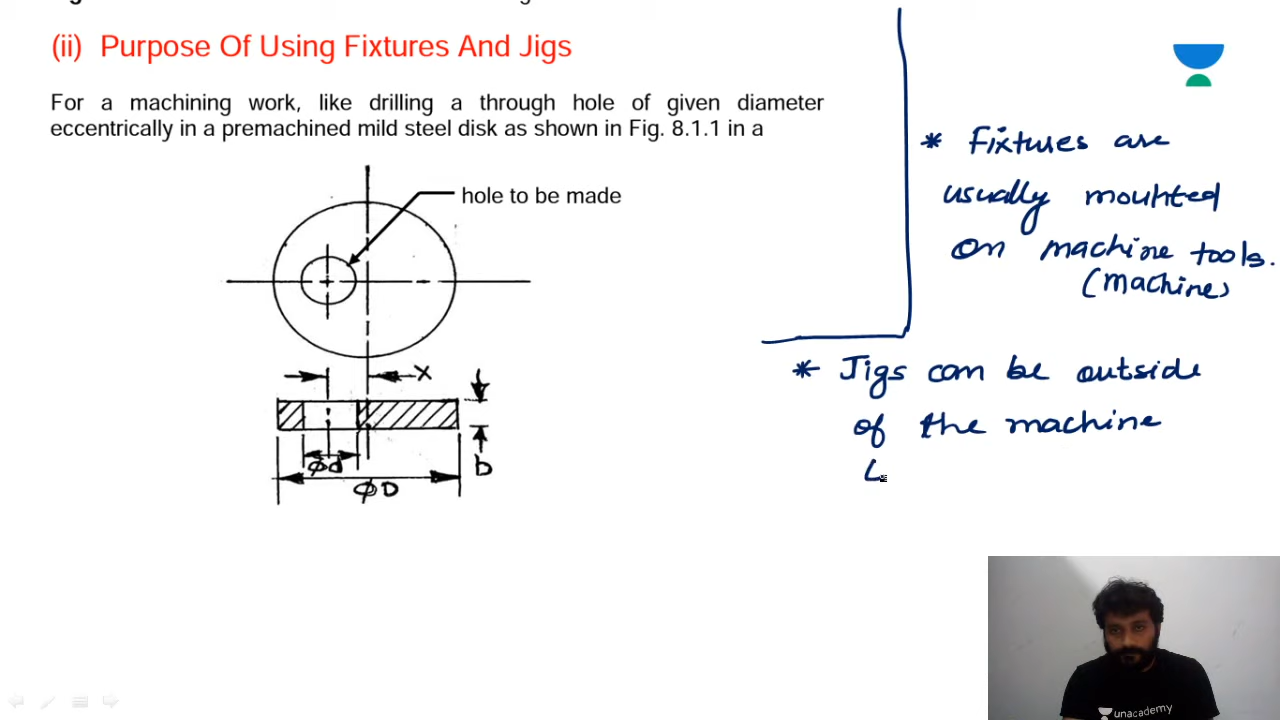 (ii) Purpose Of Using Fixtures And Jigs
For a machining work, like drilling a through hole of given diameter
eccentrically in a premachined mild steel disk as shown in Fig. 8.1.1 in a
hole to be made
x
b
φd
φD
* Fixtures are
usually mounted
on machine tools.
(machine)
* Jigs can be outside
of the machine
(
unacademy